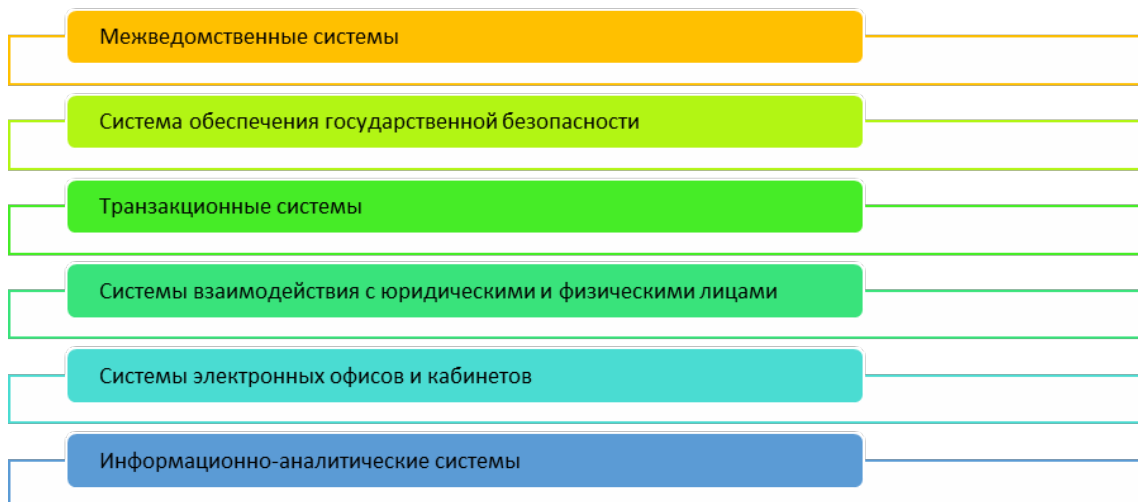 Межведомственные системы
Система обеспечения государственной безопасности
Транзакционные системы
Системы взаимодействия с юридическими и физическими лицами
Системы электронных офисов и кабинетов
Информационно-аналитические системы